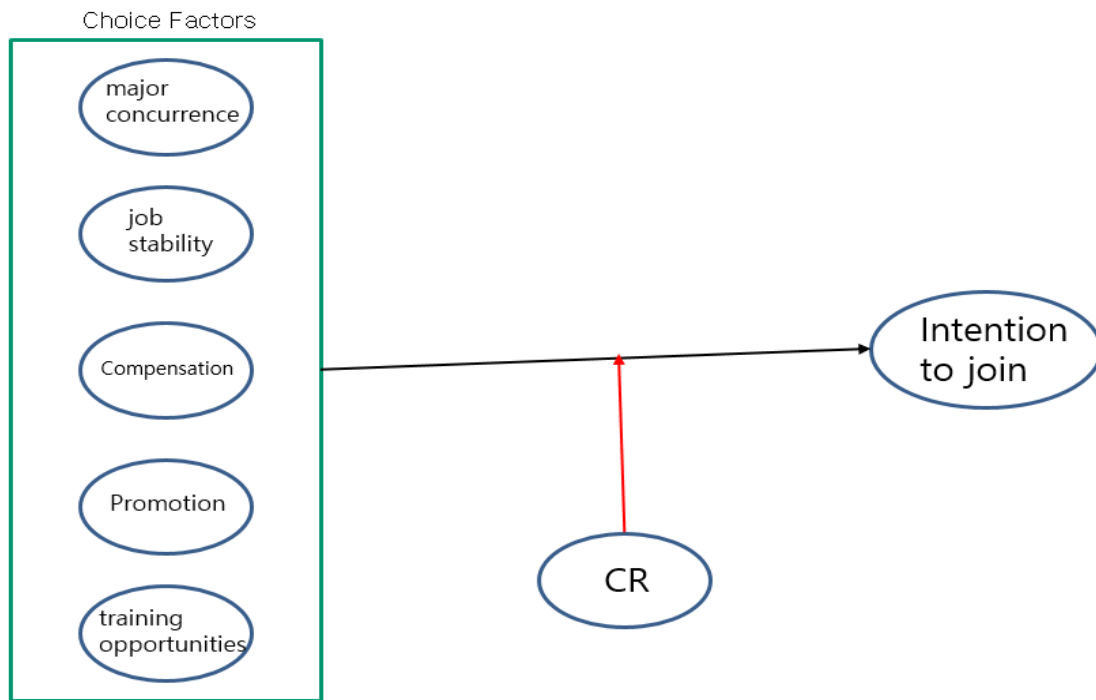 Choice Factors
major
concurrence
job
stability
Compensation
Promotion
training
opportunities
Intention
to join
CR